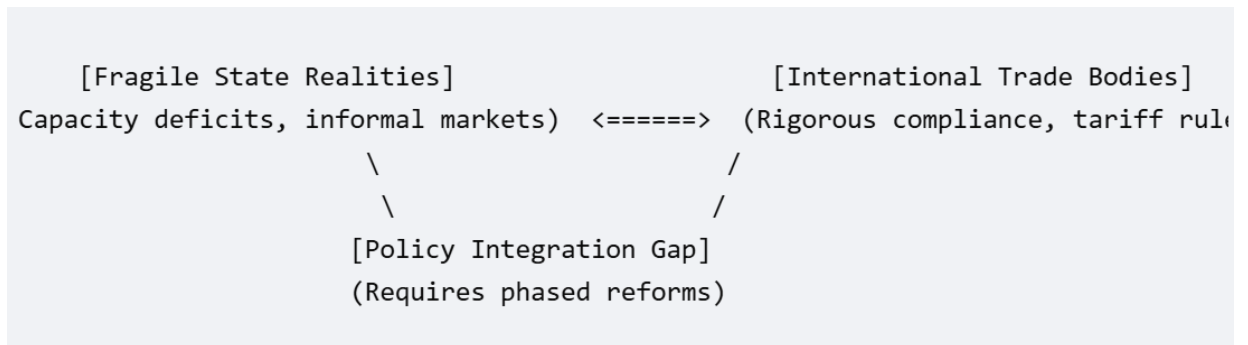 [Fragile State Realities] [International Trade Bodies]
Capacity deficits, informal markets) <======> (Rigorous compliance, tariff
\ /
\ /
[Policy Integration Gap]
(Requires phased reforms)